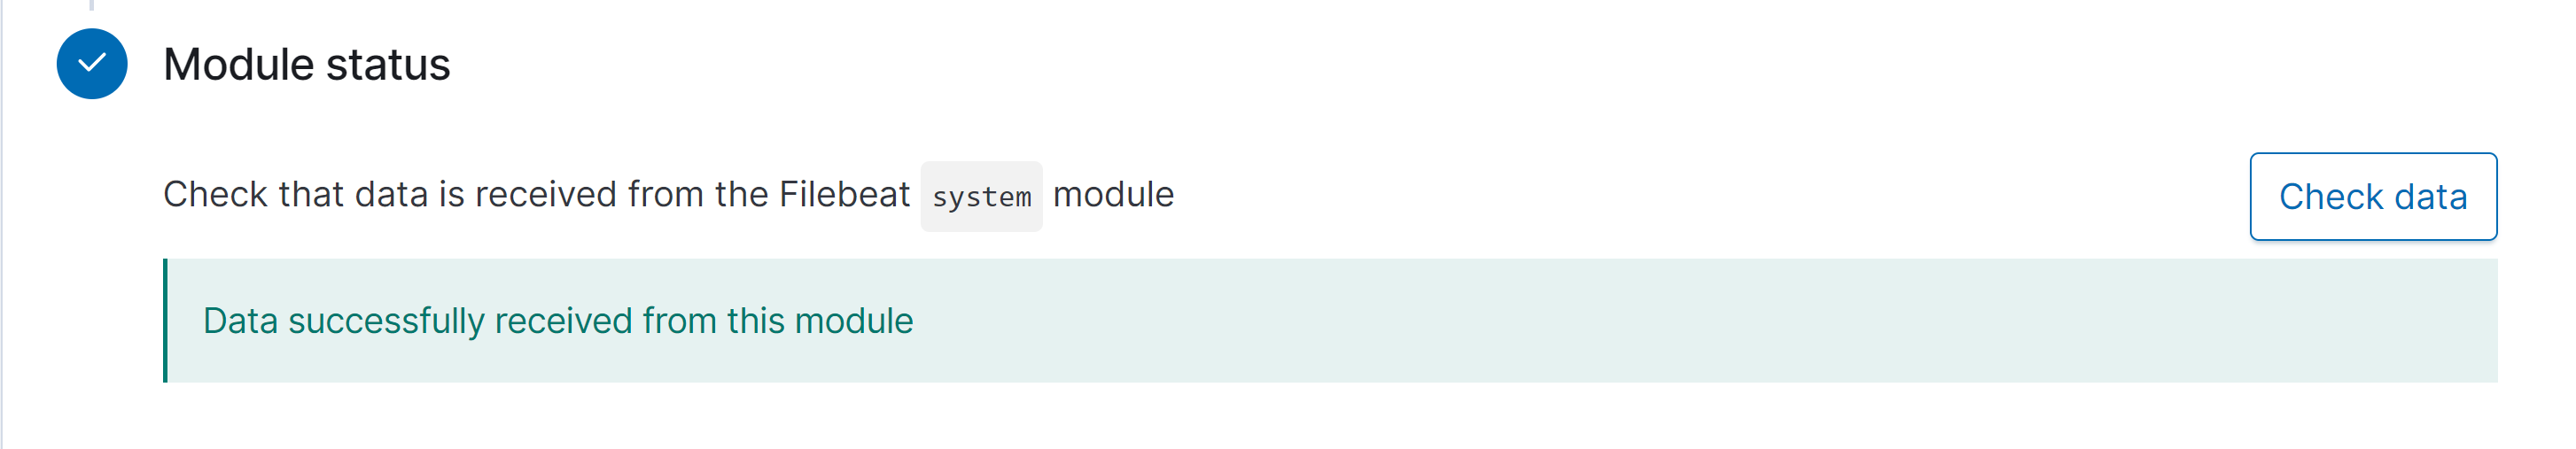 Module status
Check that data is received from the Filebeat system module
Check data
Data successfully received from this module